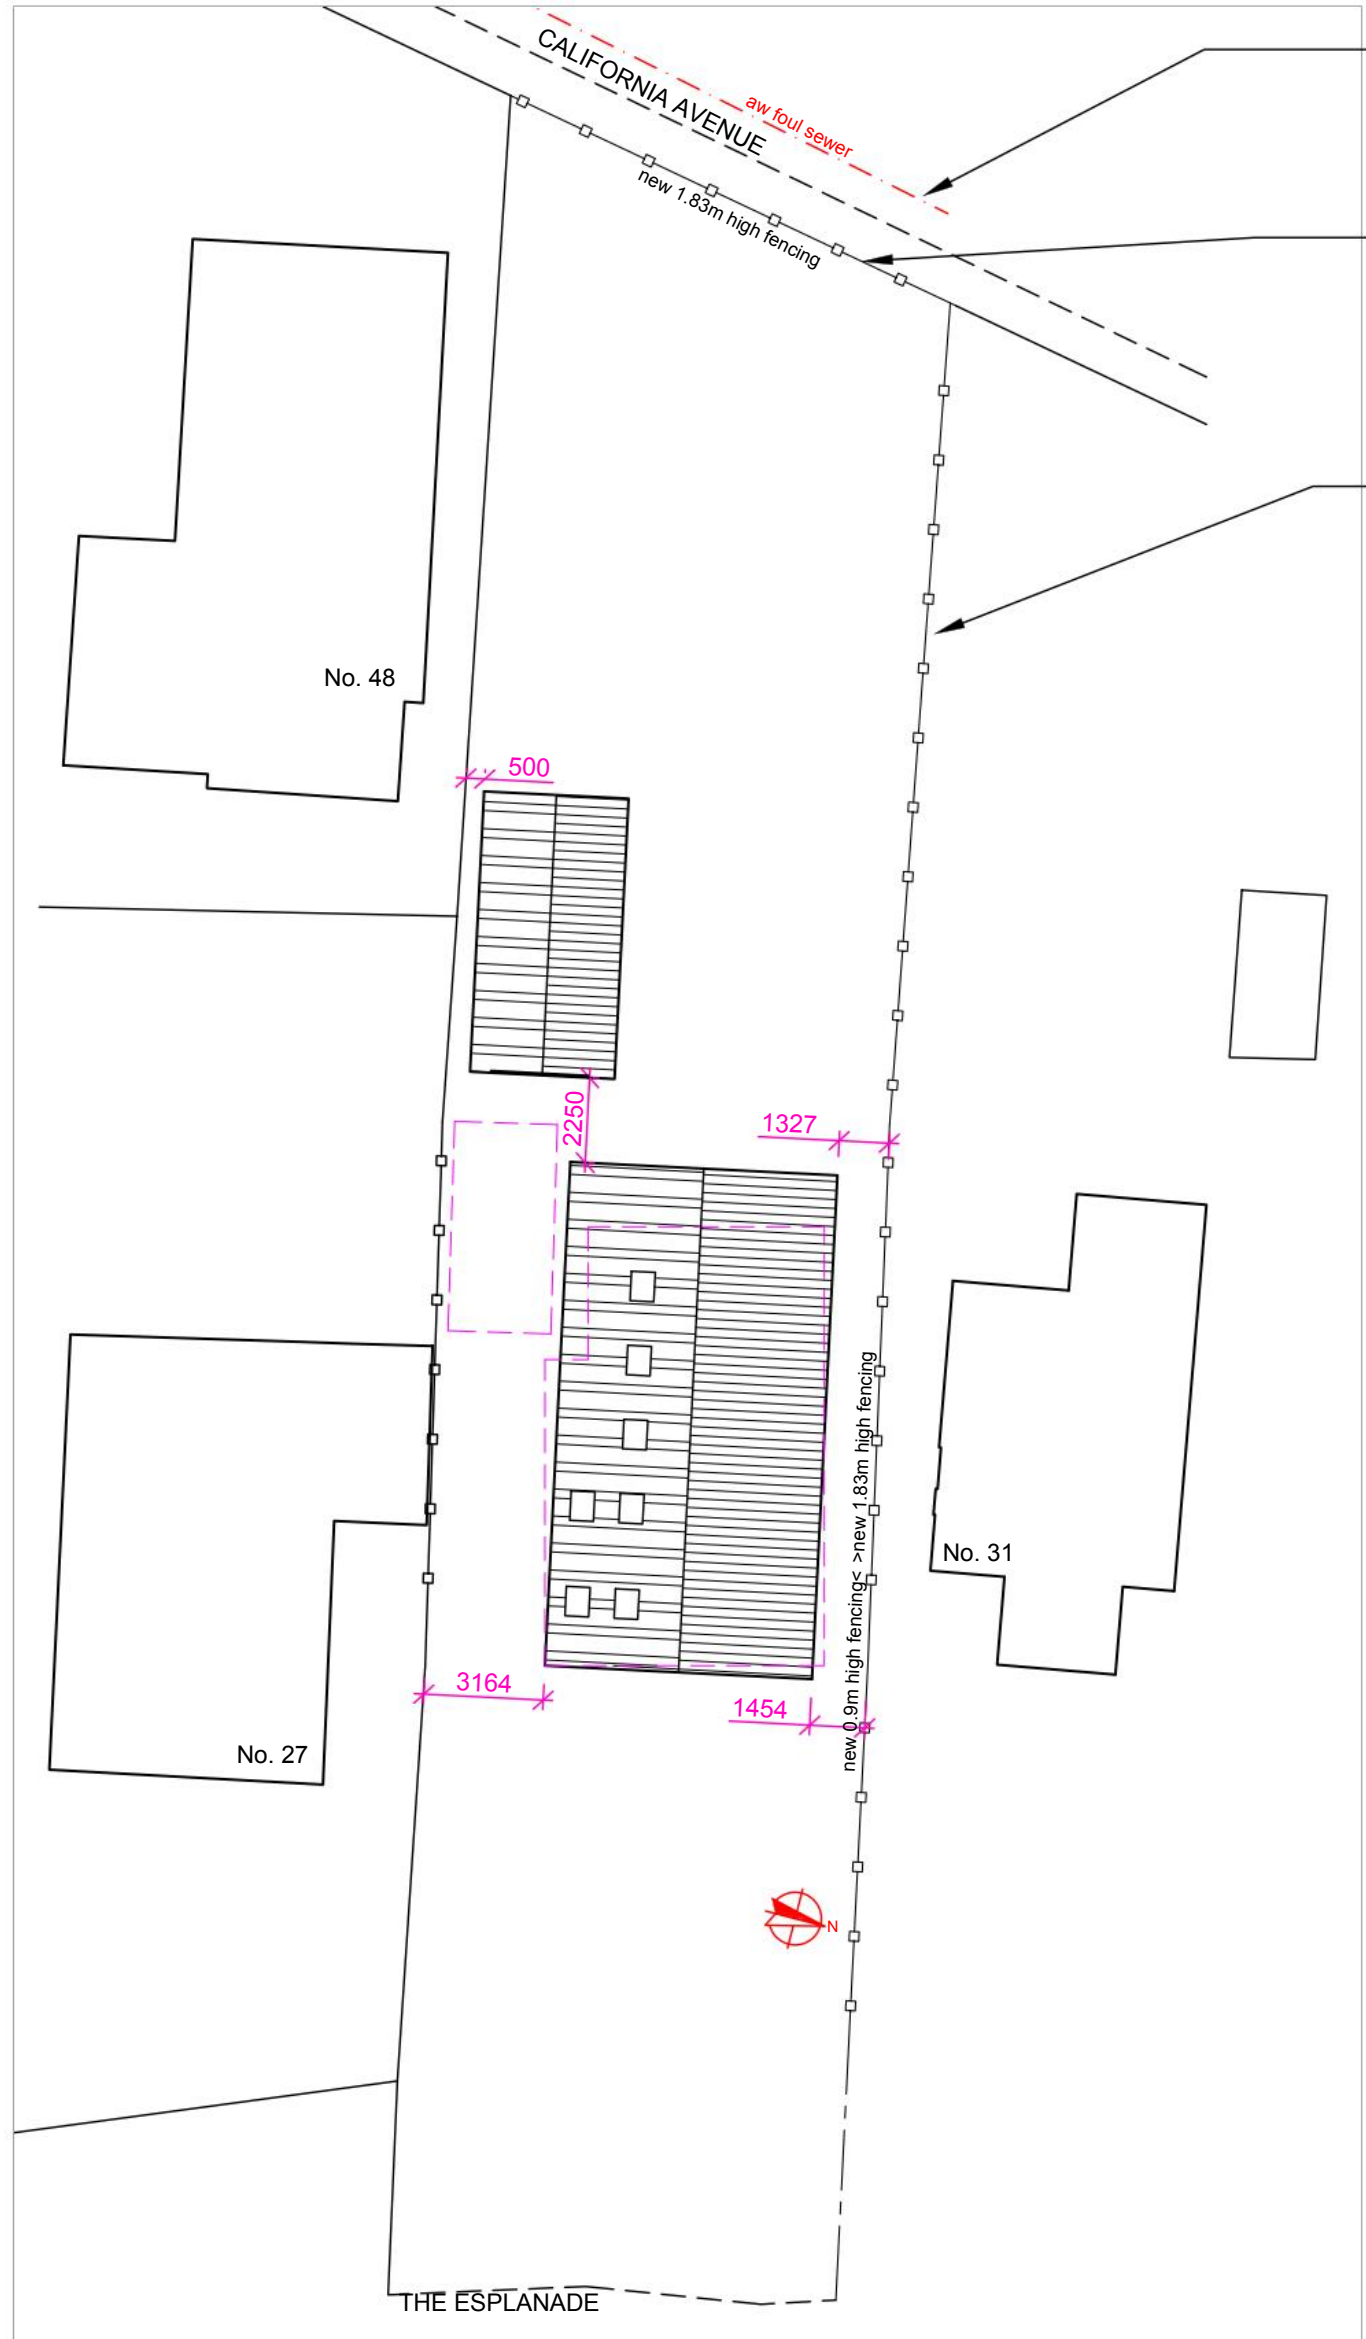 CALIFORNIA AVENUE
aw foul sewer
new 1.83m high fencing
No. 48
500
2250
1327
new 0.9m high fencing< >new 1.83m high fencing
No. 31
3164
1454
No. 27
N
THE ESPLANADE